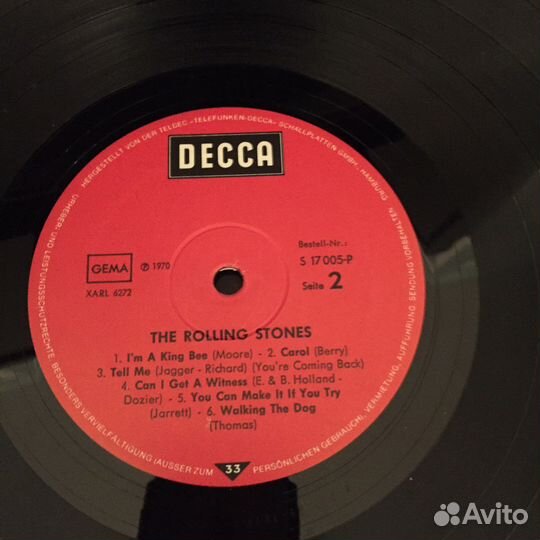 HERGESTELLT VON DER TELDEC »TELEFUNKEN-DECCA« SCHALLPLATTEN GMBH · HAMBURG
URHEBER- UND LEISTUNGSSCHUTZRECHTE, BESONDERS VERVIELFÄLTIGUNG (AUSSER ZUM PERSÖNLICHEN GEBRAUCH), VERMIETUNG, AUFFÜHRUNG, SENDUNG VORBEHALTEN.
DECCA
GEMA
℗ 1970
XARL 6272
Bestell-Nr.:
S 17 005-P
Seite 2
THE ROLLING STONES
1. I'm A King Bee (Moore) - 2. Carol (Berry)
3. Tell Me (Jagger - Richard) (You're Coming Back)
4. Can I Get A Witness (E. & B. Holland -
Dozier) - 5. You Can Make It If You Try
(Jarrett) - 6. Walking The Dog
(Thomas)
33
Avito